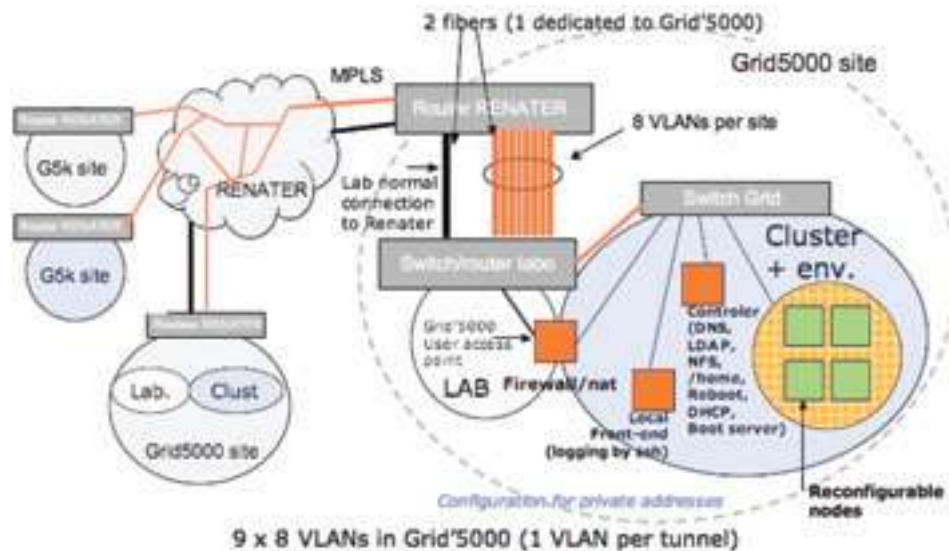 2 fibers (1 dedicated to Grid'5000)
Grid5000 site
MPLS
Router RENATER
8 VLANs per site
Router RENATER
G5k site
RENATER
Lab normal
connection
to Renater
Router RENATER
G5k site
Switch Grid
Switch/router labo
Cluster
+ env.
Grid'5000
User access
point
LAB
Firewall/nat
Controler
(DNS,
LDAP,
NFS,
/home,
Reboot,
DHCP,
Boot server)
Lab.
Clust
Grid5000 site
Local
Front-end
(logging by ssh)
Configuration for private addresses
Reconfigurable
nodes
9 x 8 VLANs in Grid'5000 (1 VLAN per tunnel)